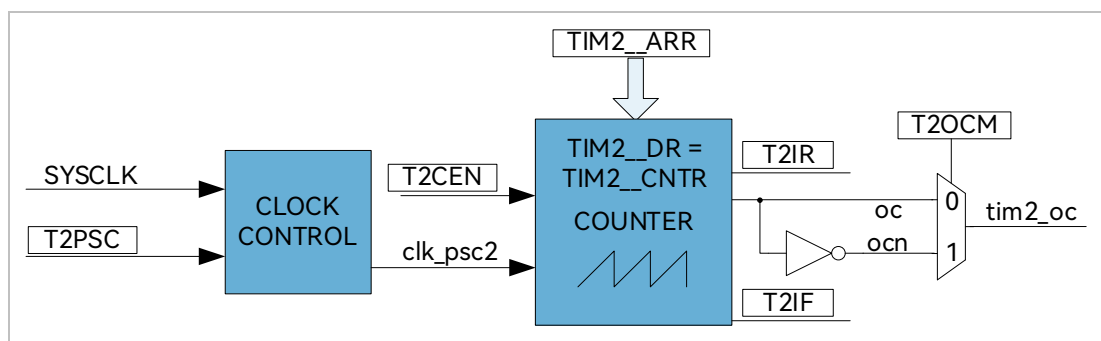 TIM2__ARR
T2OCM
TIM2__DR =
TIM2__CNTR
COUNTER
T2IR
SYSCLK
T2CEN
CLOCK
CONTROL
0
oc
tim2_oc
T2PSC
clk_psc2
ocn
1
T2IF